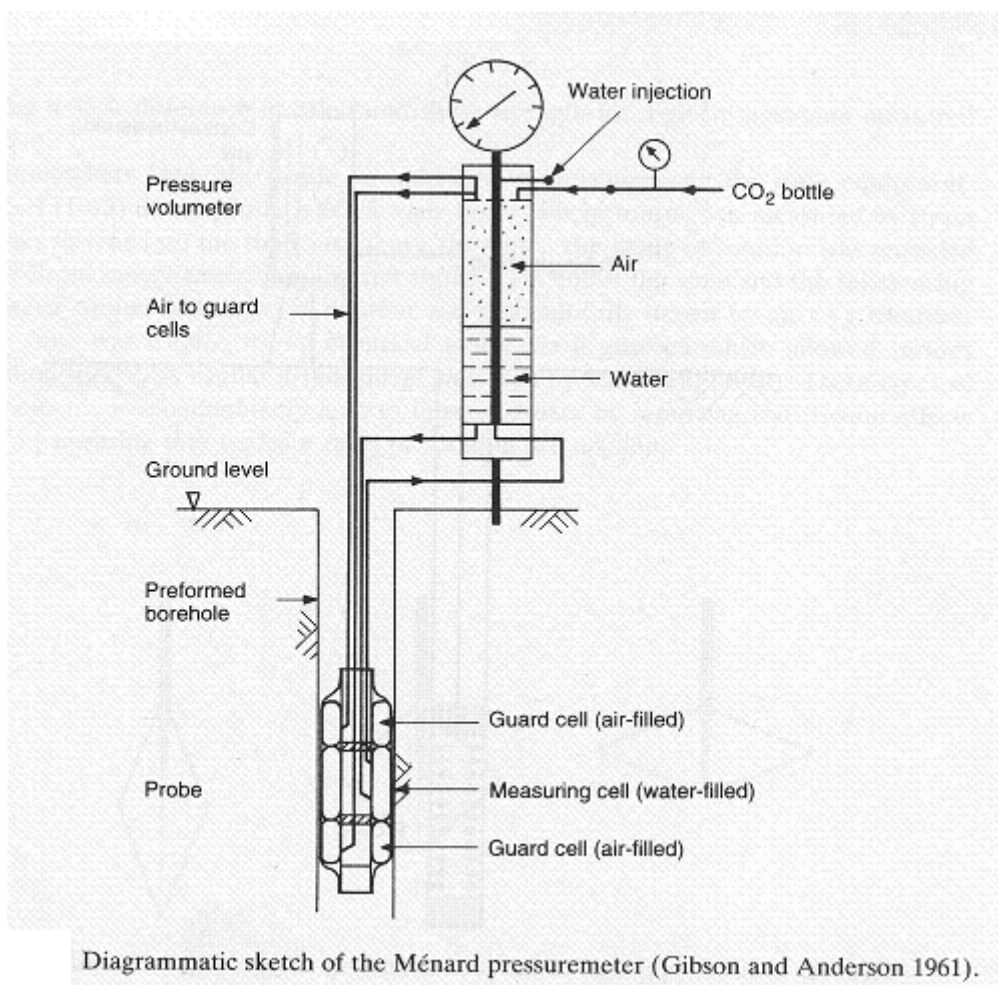 Water injection
Pressure
volumeter
CO₂ bottle
Air
Air to guard
cells
Water
Ground level
Preformed
borehole
Guard cell (air-filled)
Probe
Measuring cell (water-filled)
Guard cell (air-filled)
Diagrammatic sketch of the Ménard pressuremeter (Gibson and Anderson 1961).